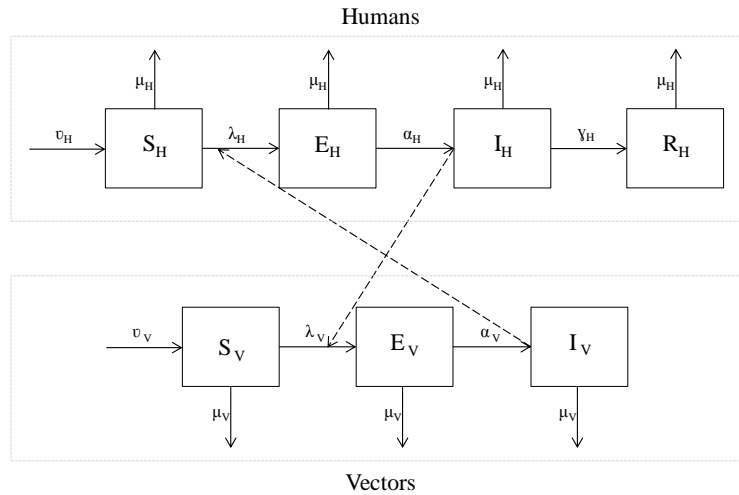 Humans
μH μH μH μH
υH SH λH EH αH IH γH RH
υV SV λV EV αV IV
μV μV μV
Vectors